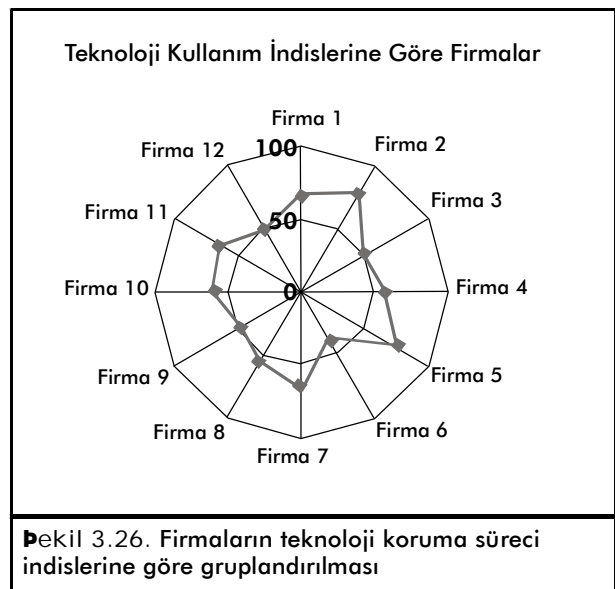 Teknoloji Kullanım İndislerine Göre Firmalar
Firma 1
Firma 2
Firma 3
Firma 4
Firma 5
Firma 6
Firma 7
Firma 8
Firma 9
Firma 10
Firma 11
Firma 12
100
50
0
Þekil 3.26. Firmaların teknoloji koruma süreci
indislerine göre gruplandırılması